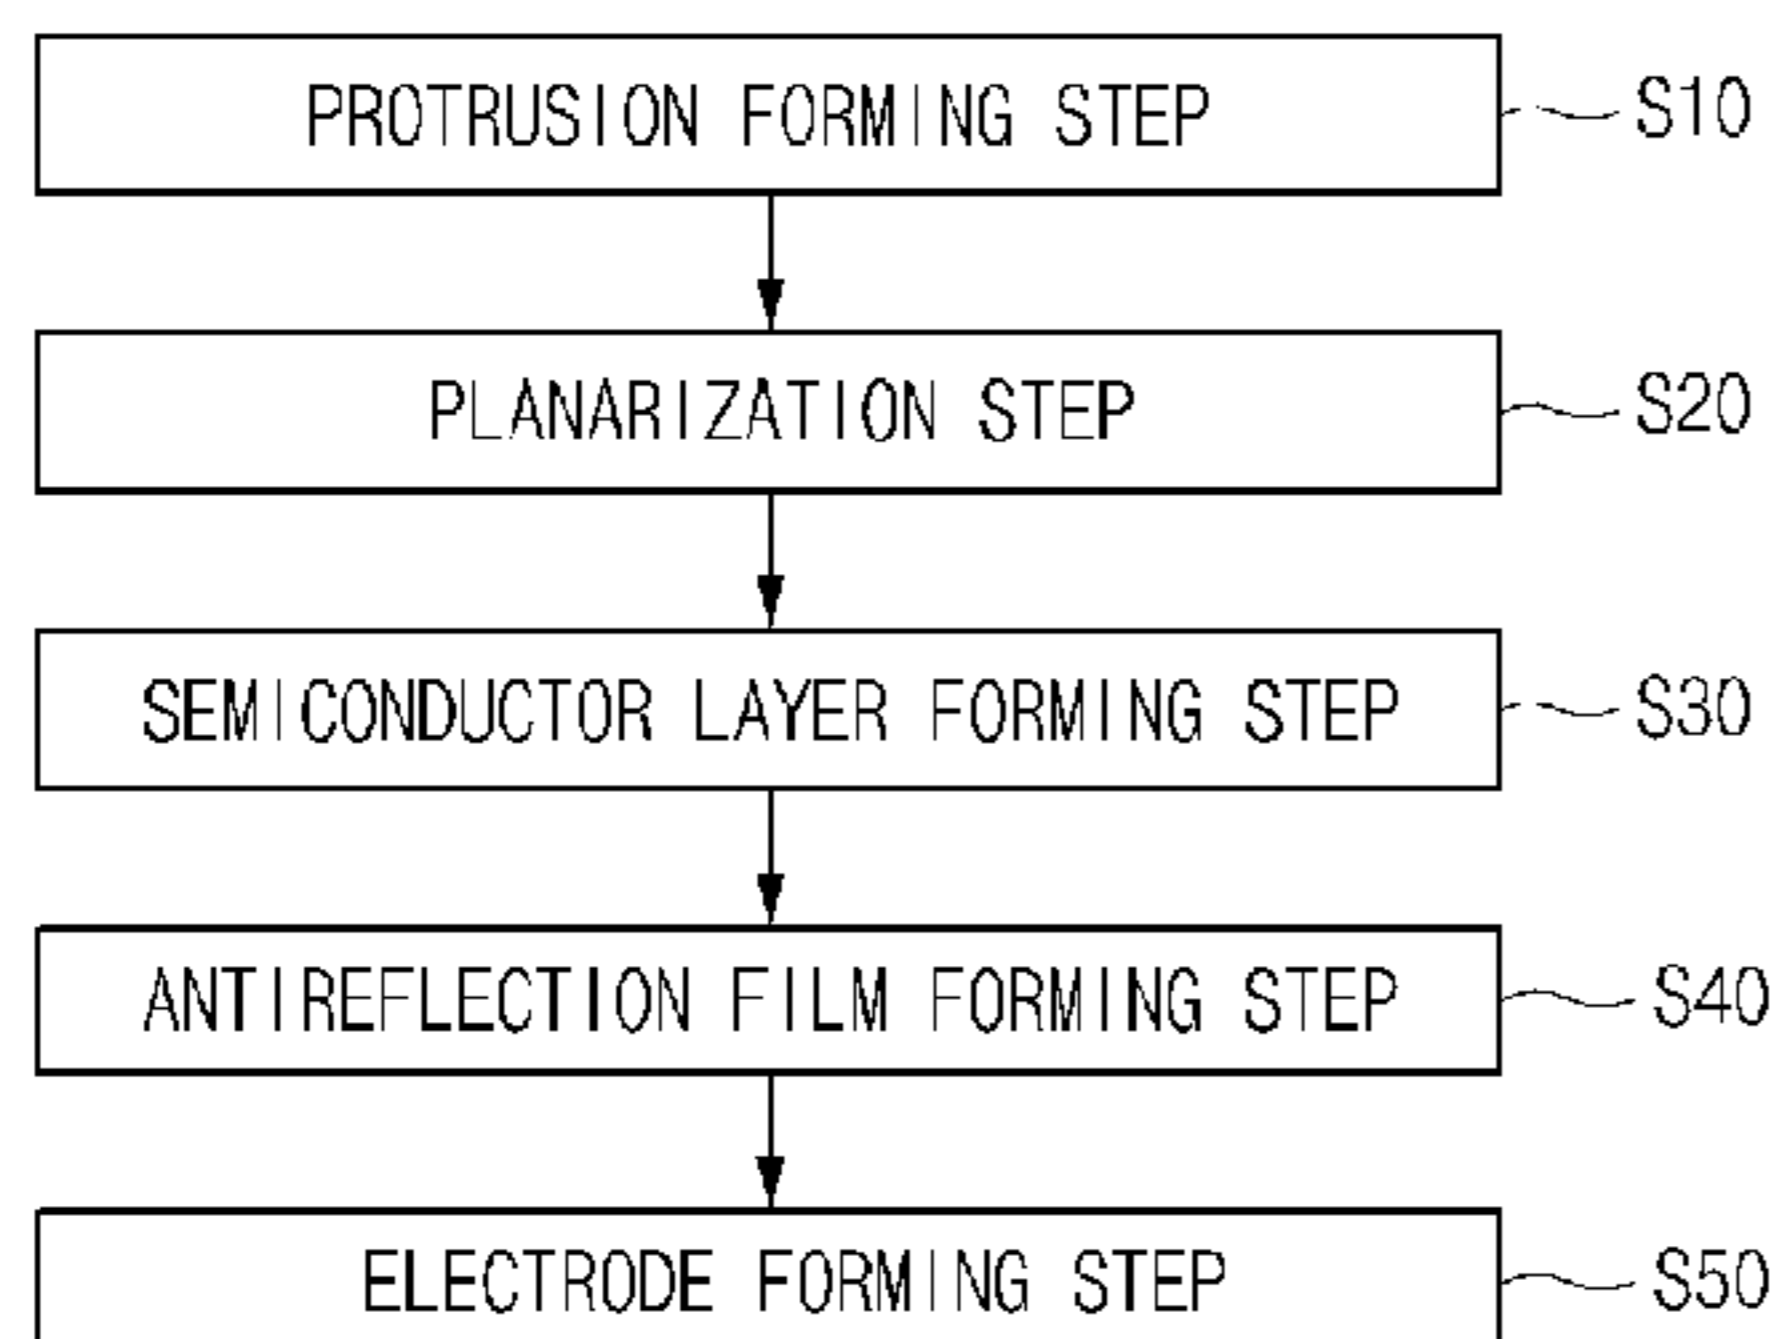 PROTRUSION FORMING STEP S10
PLANARIZATION STEP S20
SEMICONDUCTOR LAYER FORMING STEP S30
ANTIREFLECTION FILM FORMING STEP S40
ELECTRODE FORMING STEP S50